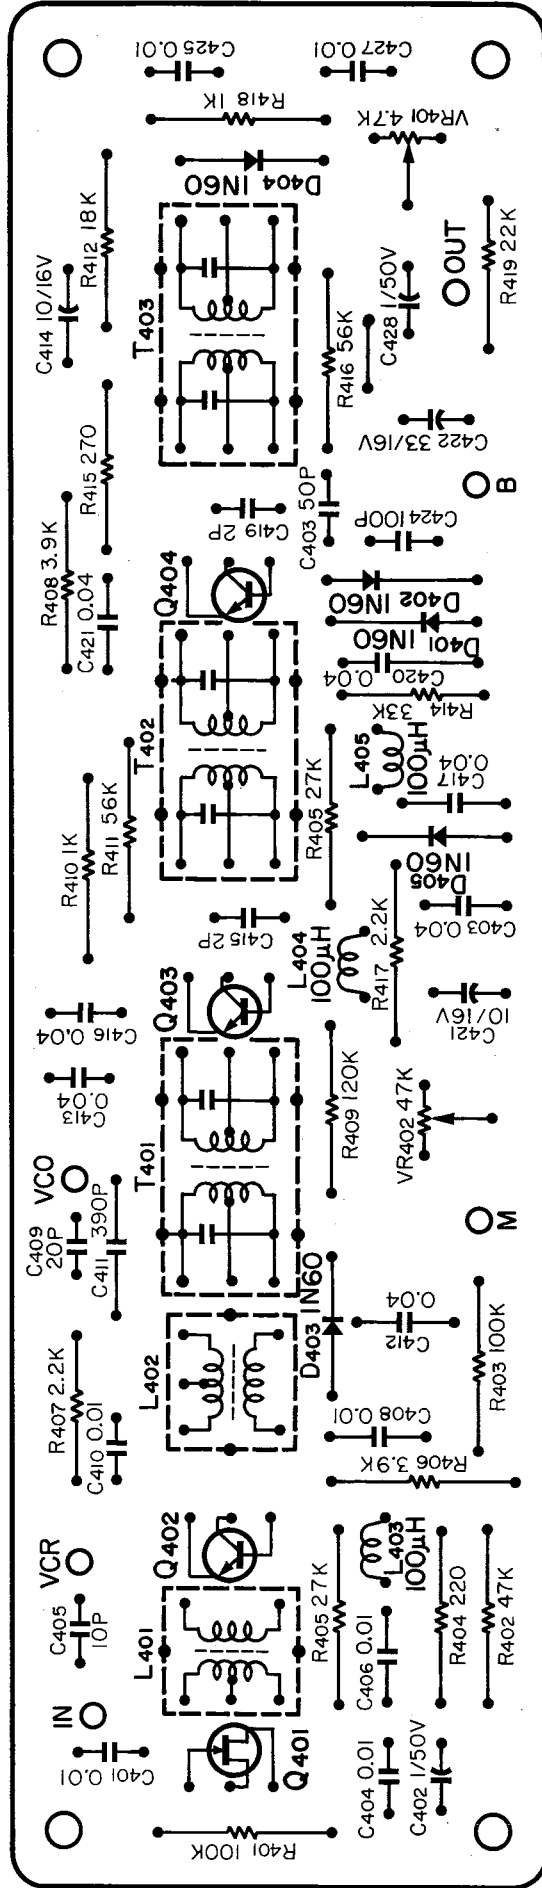 C425 0.01
C427 0.01
R418 1K
VR401 4.7K
D404 IN60
R412 18K
C414 10/16V
T403
R416 56K
C428 1/50V
OUT
R419 22K
R415 270
C422 33/16V
R408 3.9K
C421 0.04
C419 2P
C403 50P
C424 100P
B
Q404
D402 IN60
D401 IN60
C420 0.04
R414 33K
T402
R410 1K
R411 56K
R405 27K
L405 100μH
C417 0.04
D405 IN60
C415 2P
L404 100μH
R417 2.2K
C403 0.04
Q403
C416 0.04
C413 0.04
C421 10/16V
R409 120K
VR402 47K
T401
VCO
C409 20P
C411 390P
M
D403 IN60
C412 0.04
R403 100K
L402
R407 2.2K
C410 0.01
C408 0.01
R406 3.9K
Q402
L403 100μH
VCR
C405 10P
L401
R405 27K
C406 0.01
R404 220
R402 47K
IN
C401 0.01
Q401
C404 0.01
C402 1/50V
R401 100K